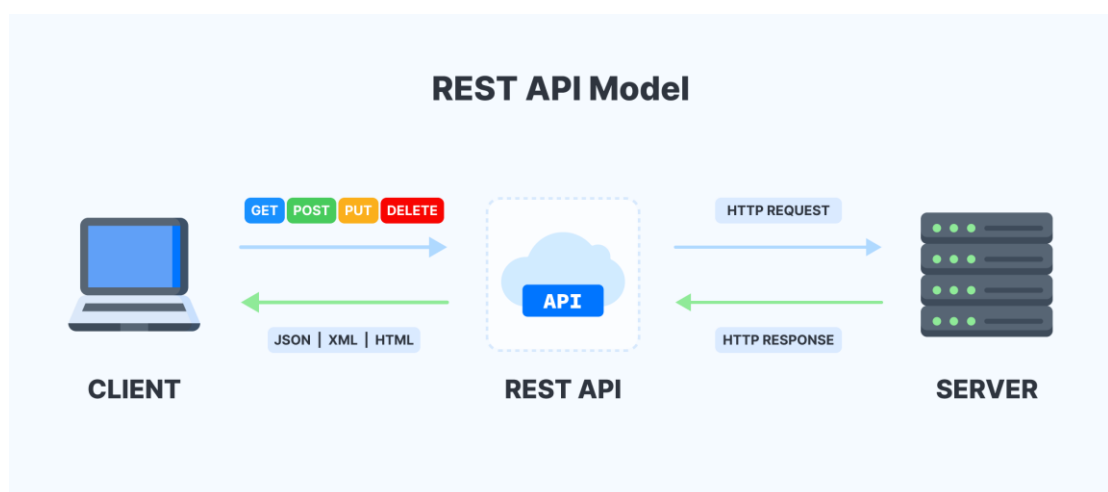 REST API Model
GET POST PUT DELETE
HTTP REQUEST
API
JSON | XML | HTML
HTTP RESPONSE
CLIENT
REST API
SERVER